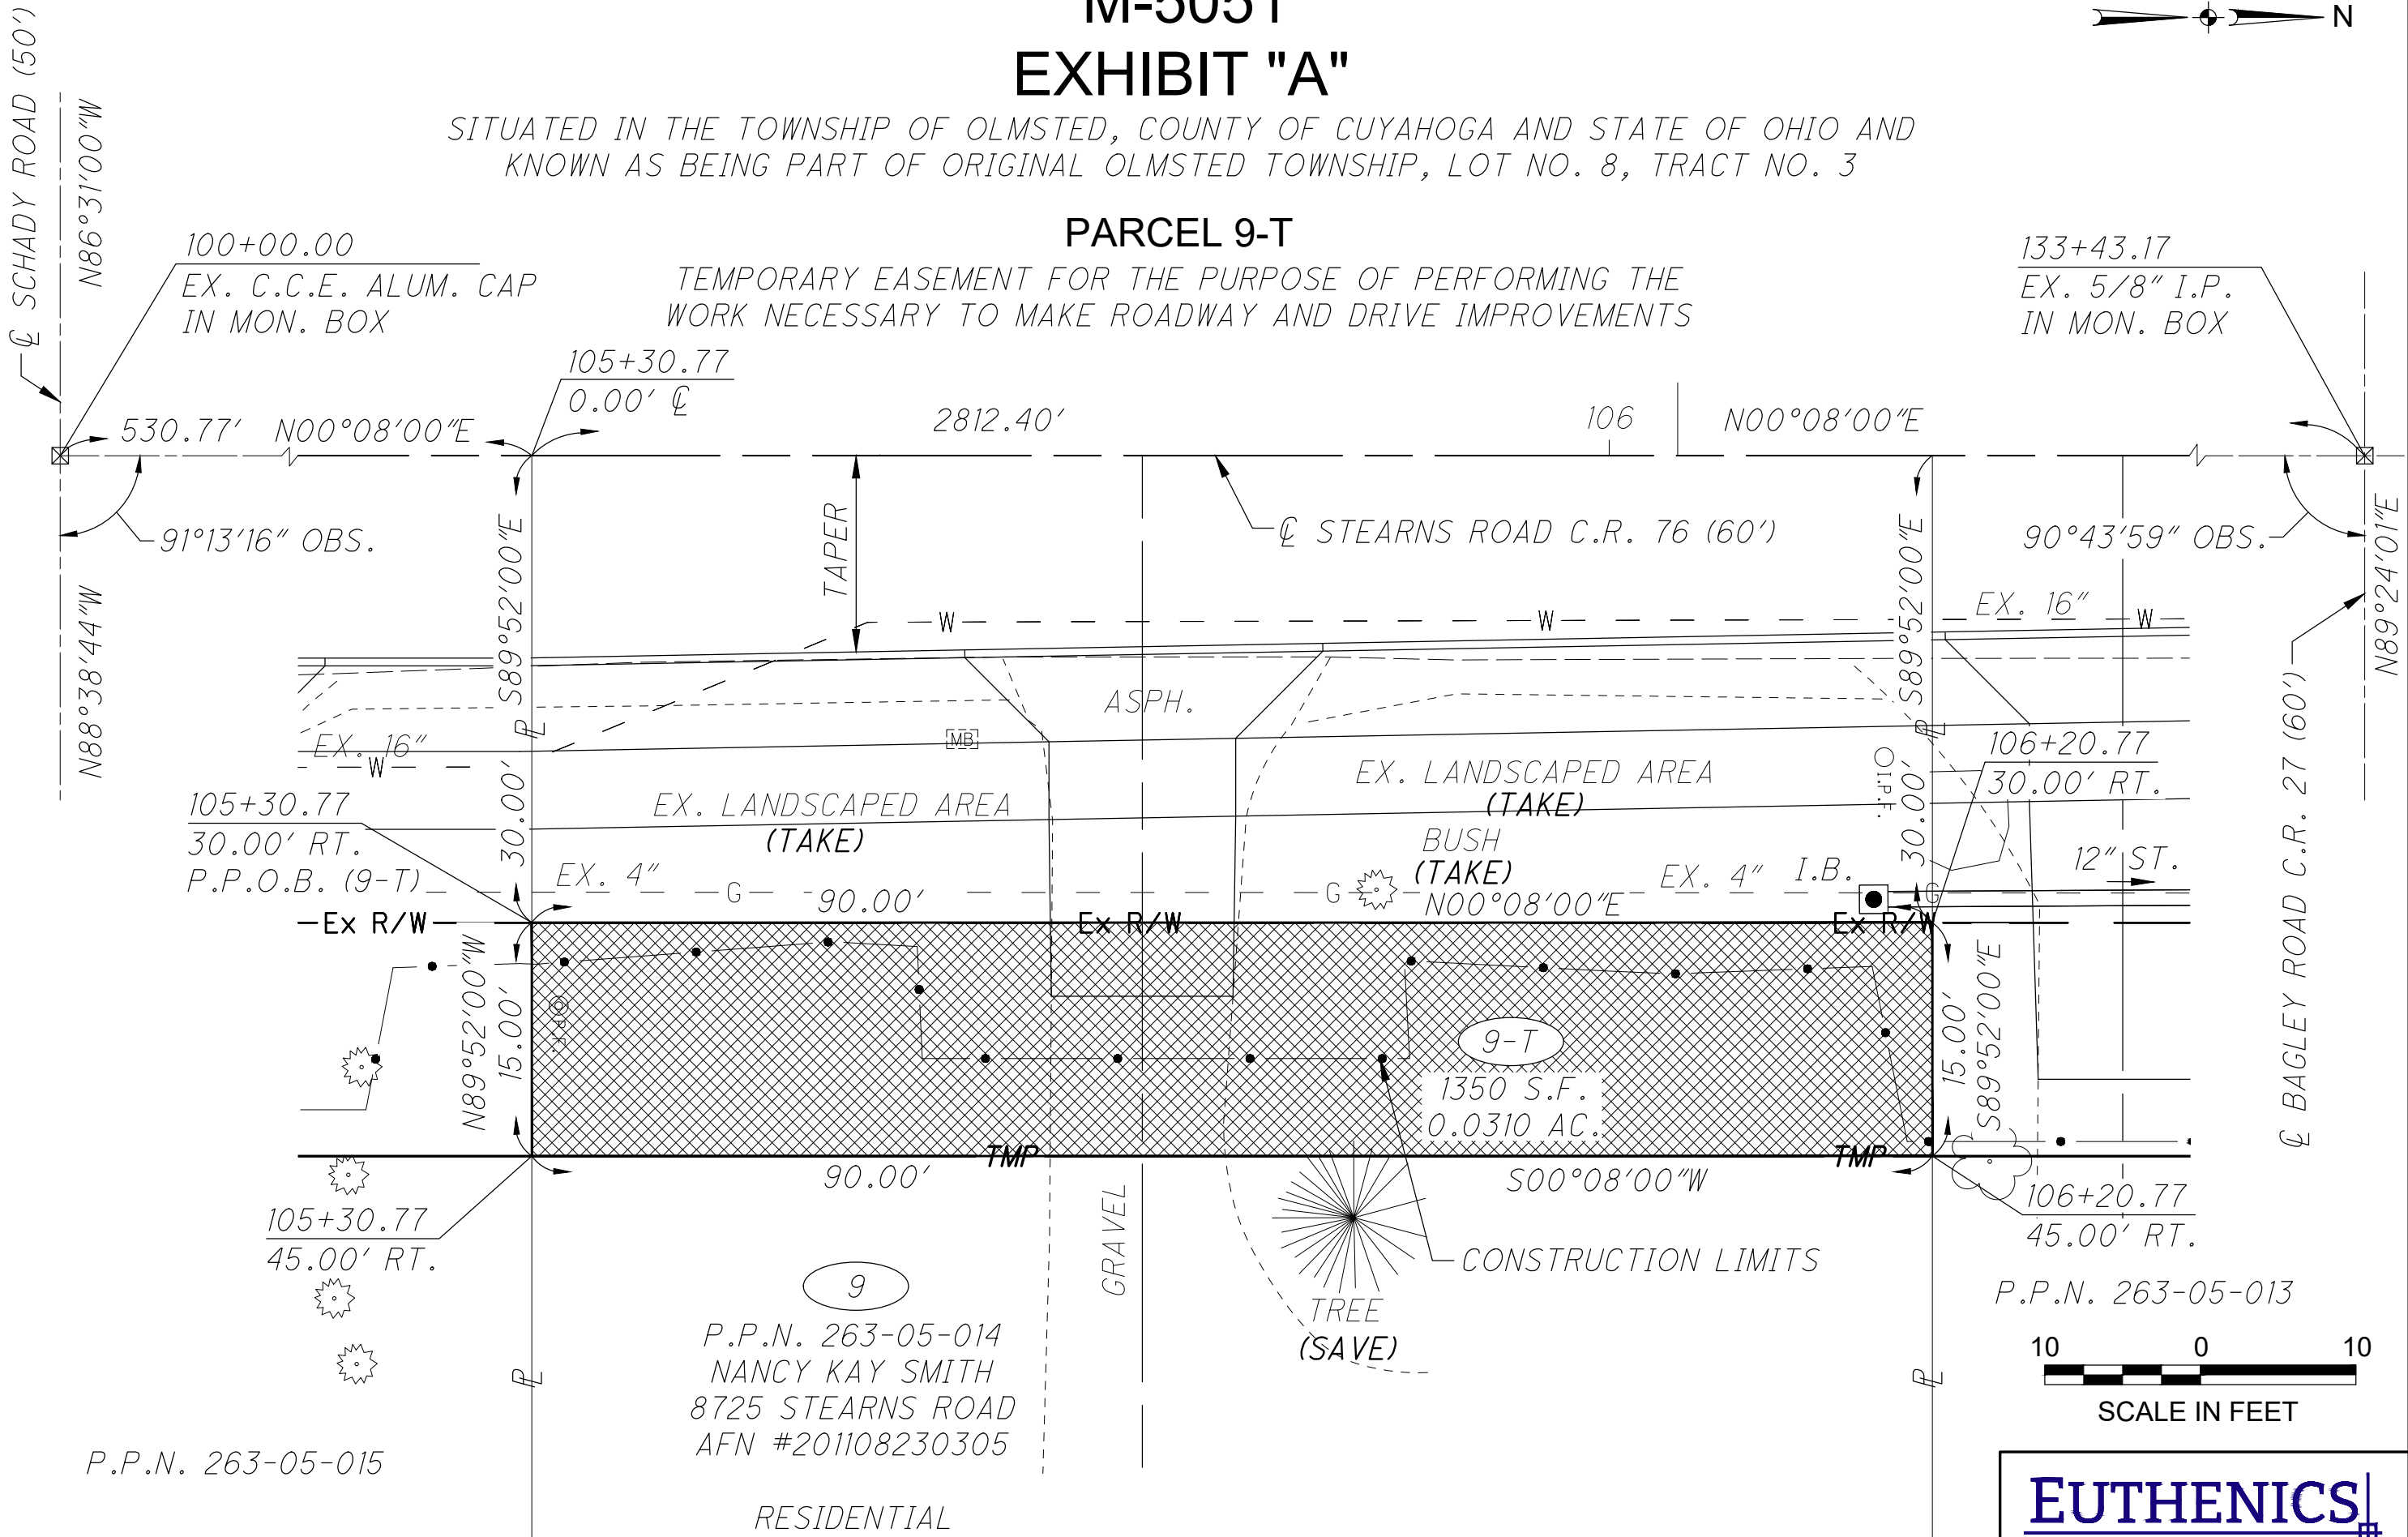 M-5051
N
EXHIBIT "A"
SITUATED IN THE TOWNSHIP OF OLMSTED, COUNTY OF CUYAHOGA AND STATE OF OHIO AND
KNOWN AS BEING PART OF ORIGINAL OLMSTED TOWNSHIP, LOT NO. 8, TRACT NO. 3
PARCEL 9-T
TEMPORARY EASEMENT FOR THE PURPOSE OF PERFORMING THE
WORK NECESSARY TO MAKE ROADWAY AND DRIVE IMPROVEMENTS
℄ SCHADY ROAD (50')
N86°31'00"W
100+00.00
EX. C.C.E. ALUM. CAP
IN MON. BOX
133+43.17
EX. 5/8" I.P.
IN MON. BOX
105+30.77
0.00' ℄
530.77'
N00°08'00"E
2812.40'
106
N00°08'00"E
91°13'16" OBS.
N88°38'44"W
S89°52'00"E
30.00'
TAPER
℄ STEARNS ROAD C.R. 76 (60')
S89°52'00"E
30.00'
90°43'59" OBS.
N89°24'01"E
℄ BAGLEY ROAD C.R. 27 (60')
W
W
EX. 16"
W
ASPH.
EX. 16"
W
MB
PL
PL
I.P.F.
EX. LANDSCAPED AREA
(TAKE)
EX. LANDSCAPED AREA
(TAKE)
106+20.77
30.00' RT.
105+30.77
30.00' RT.
P.P.O.B. (9-T)
BUSH
(TAKE)
EX. 4"
G
90.00'
G
N00°08'00"E
EX. 4"
I.B.
G
12" ST.
Ex R/W
Ex R/W
Ex R/W
N89°52'00"W
15.00'
I.P.F.
9-T
1350 S.F.
0.0310 AC.
15.00'
S89°52'00"E
90.00'
TMP
S00°08'00"W
TMP
105+30.77
45.00' RT.
106+20.77
45.00' RT.
GRAVEL
CONSTRUCTION LIMITS
TREE
(SAVE)
9
P.P.N. 263-05-014
NANCY KAY SMITH
8725 STEARNS ROAD
AFN #201108230305
P.P.N. 263-05-013
PL
PL
10 0 10
SCALE IN FEET
P.P.N. 263-05-015
RESIDENTIAL
EUTHENICS